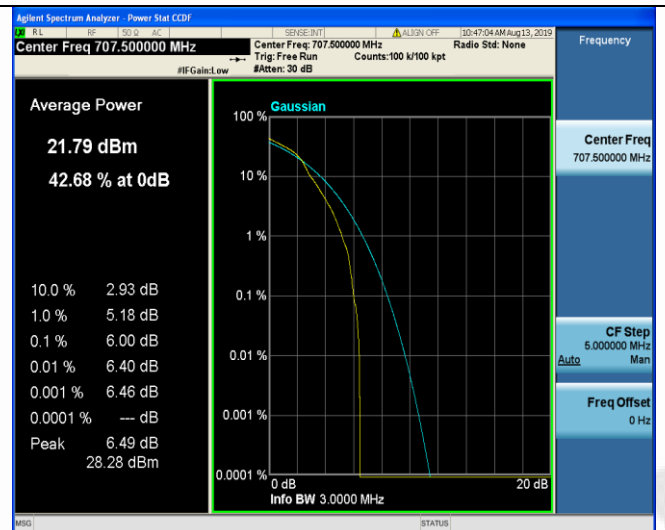 Agilent Spectrum Analyzer - Power Stat CCDF
RL RF 50 Ω AC SENSE:INT ALIGN OFF 10:47:04 AM Aug 13, 2019
Center Freq 707.500000 MHz
Center Freq: 707.500000 MHz Radio Std: None
Trig: Free Run Counts:100 k/100 kpt
#IFGain:Low #Atten: 30 dB
Frequency
Average Power
21.79 dBm
42.68 % at 0dB
10.0 % 2.93 dB
1.0 % 5.18 dB
0.1 % 6.00 dB
0.01 % 6.40 dB
0.001 % 6.46 dB
0.0001 % --- dB
Peak 6.49 dB
28.28 dBm
Gaussian
100 %
10 %
1 %
0.1 %
0.01 %
0.001 %
0.0001 %
0 dB 20 dB
Info BW 3.0000 MHz
Center Freq
707.500000 MHz
CF Step
5.000000 MHz
Auto Man
Freq Offset
0 Hz
MSG STATUS